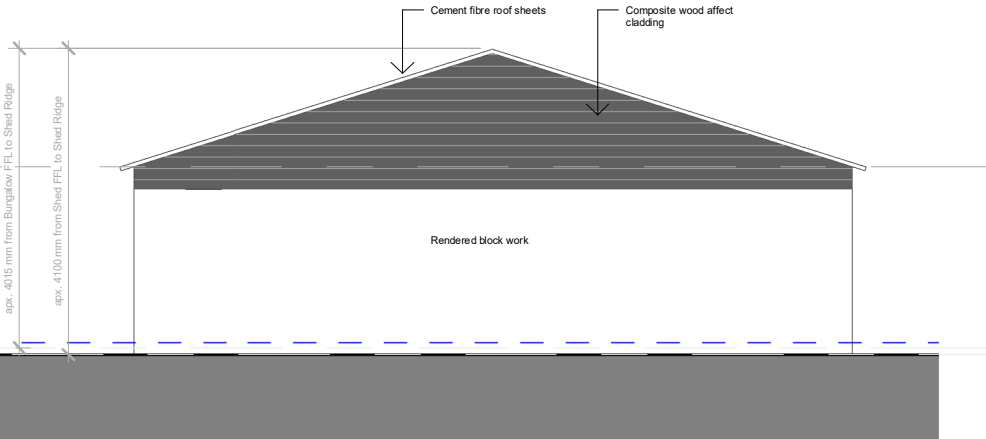 Cement fibre roof sheets
Composite wood affect
cladding
apx. 4015 mm from Bungalow FFL to Shed Ridge
apx. 4100 mm from Shed FFL to Shed Ridge
Rendered block work